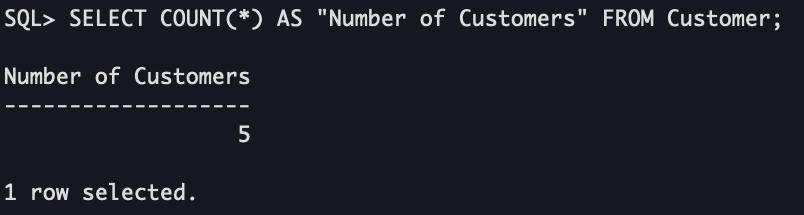 SQL> SELECT COUNT(*) AS "Number of Customers" FROM Customer;
Number of Customers
-------------------
5
1 row selected.